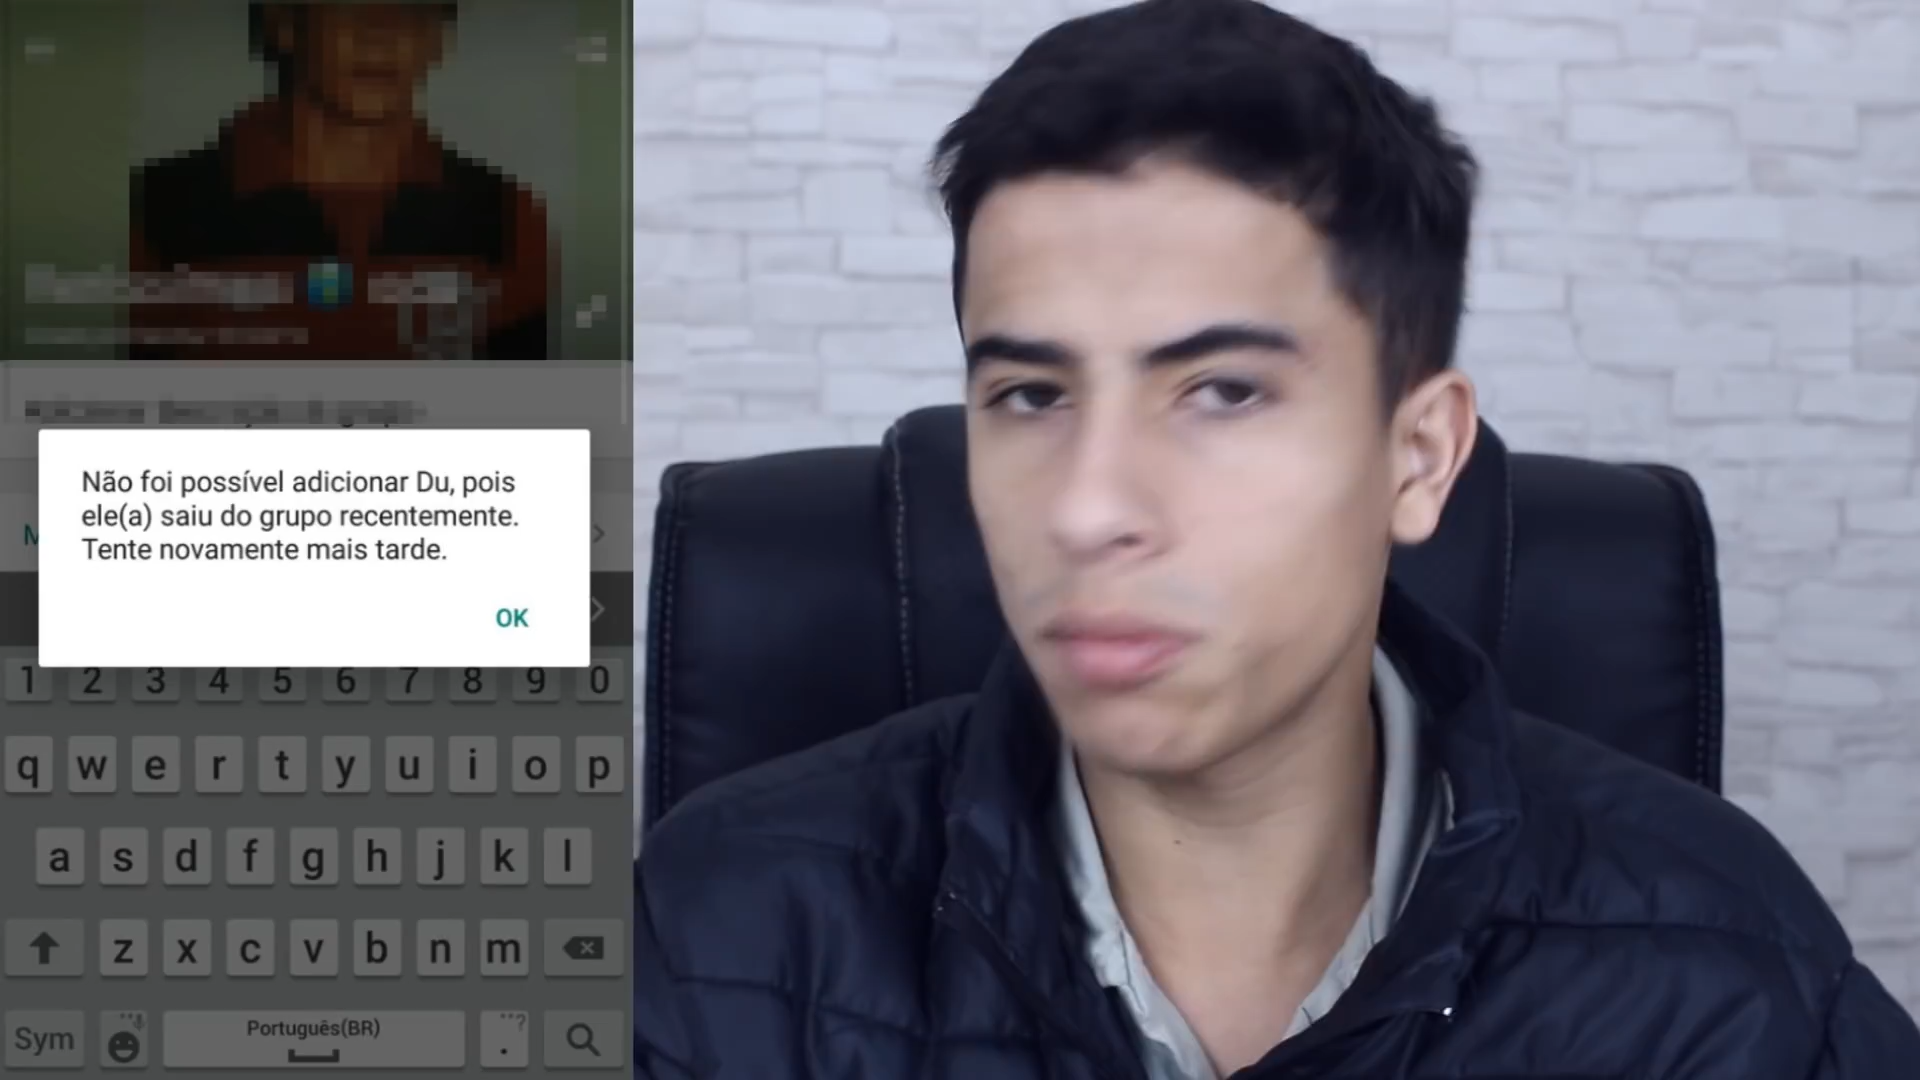 Não foi possível adicionar Du, pois
ele(a) saiu do grupo recentemente.
Tente novamente mais tarde.
OK
1 2 3 4 5 6 7 8 9 0
q w e r t y u i o p
a s d f g h j k l
z x c v b n m
Sym Português(BR) . ?